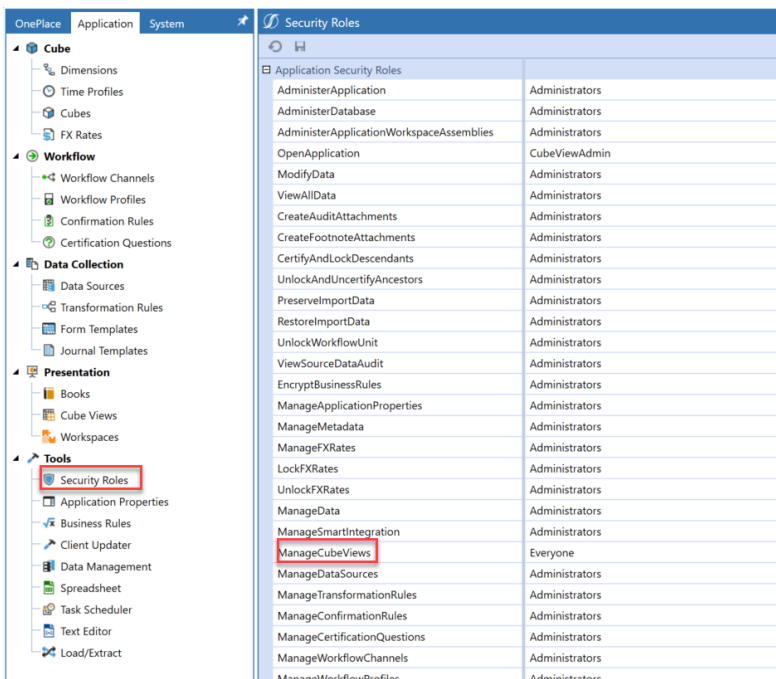 OnePlace Application System
Cube
Dimensions
Time Profiles
Cubes
FX Rates
Workflow
Workflow Channels
Workflow Profiles
Confirmation Rules
Certification Questions
Data Collection
Data Sources
Transformation Rules
Form Templates
Journal Templates
Presentation
Books
Cube Views
Workspaces
Tools
Security Roles
Application Properties
Business Rules
Client Updater
Data Management
Spreadsheet
Task Scheduler
Text Editor
Load/Extract
Security Roles
Application Security Roles
AdministerApplication Administrators
AdministerDatabase Administrators
AdministerApplicationWorkspaceAssemblies Administrators
OpenApplication CubeViewAdmin
ModifyData Administrators
ViewAllData Administrators
CreateAuditAttachments Administrators
CreateFootnoteAttachments Administrators
CertifyAndLockDescendants Administrators
UnlockAndUncertifyAncestors Administrators
PreserveImportData Administrators
RestoreImportData Administrators
UnlockWorkflowUnit Administrators
ViewSourceDataAudit Administrators
EncryptBusinessRules Administrators
ManageApplicationProperties Administrators
ManageMetadata Administrators
ManageFXRates Administrators
LockFXRates Administrators
UnlockFXRates Administrators
ManageData Administrators
ManageSmartIntegration Administrators
ManageCubeViews Everyone
ManageDataSources Administrators
ManageTransformationRules Administrators
ManageConfirmationRules Administrators
ManageCertificationQuestions Administrators
ManageWorkflowChannels Administrators
ManageWorkflowProfiles Administrators